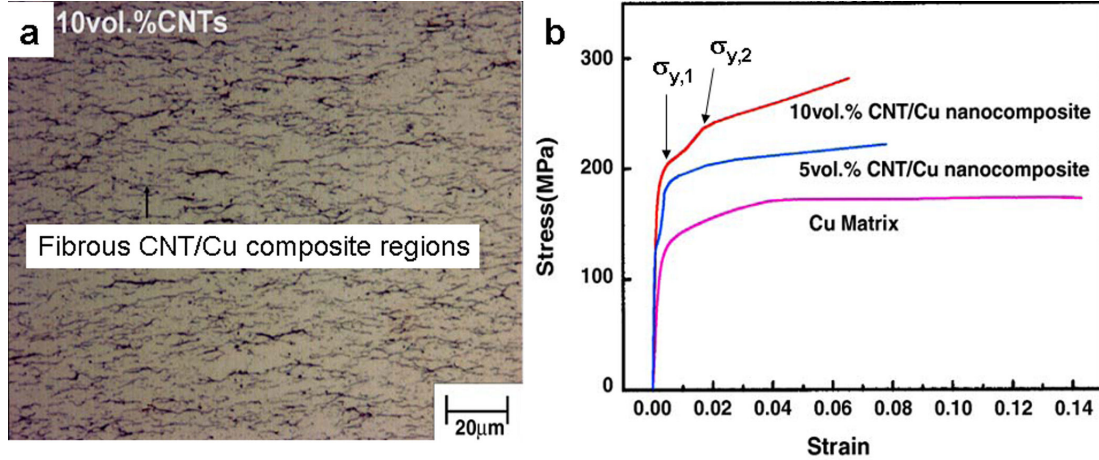 a
10vol.%CNTs
Fibrous CNT/Cu composite regions
20μm
b
300
200
100
0
Stress(MPa)
σy,1
σy,2
10vol.% CNT/Cu nanocomposite
5vol.% CNT/Cu nanocomposite
Cu Matrix
0.00 0.02 0.04 0.06 0.08 0.10 0.12 0.14
Strain